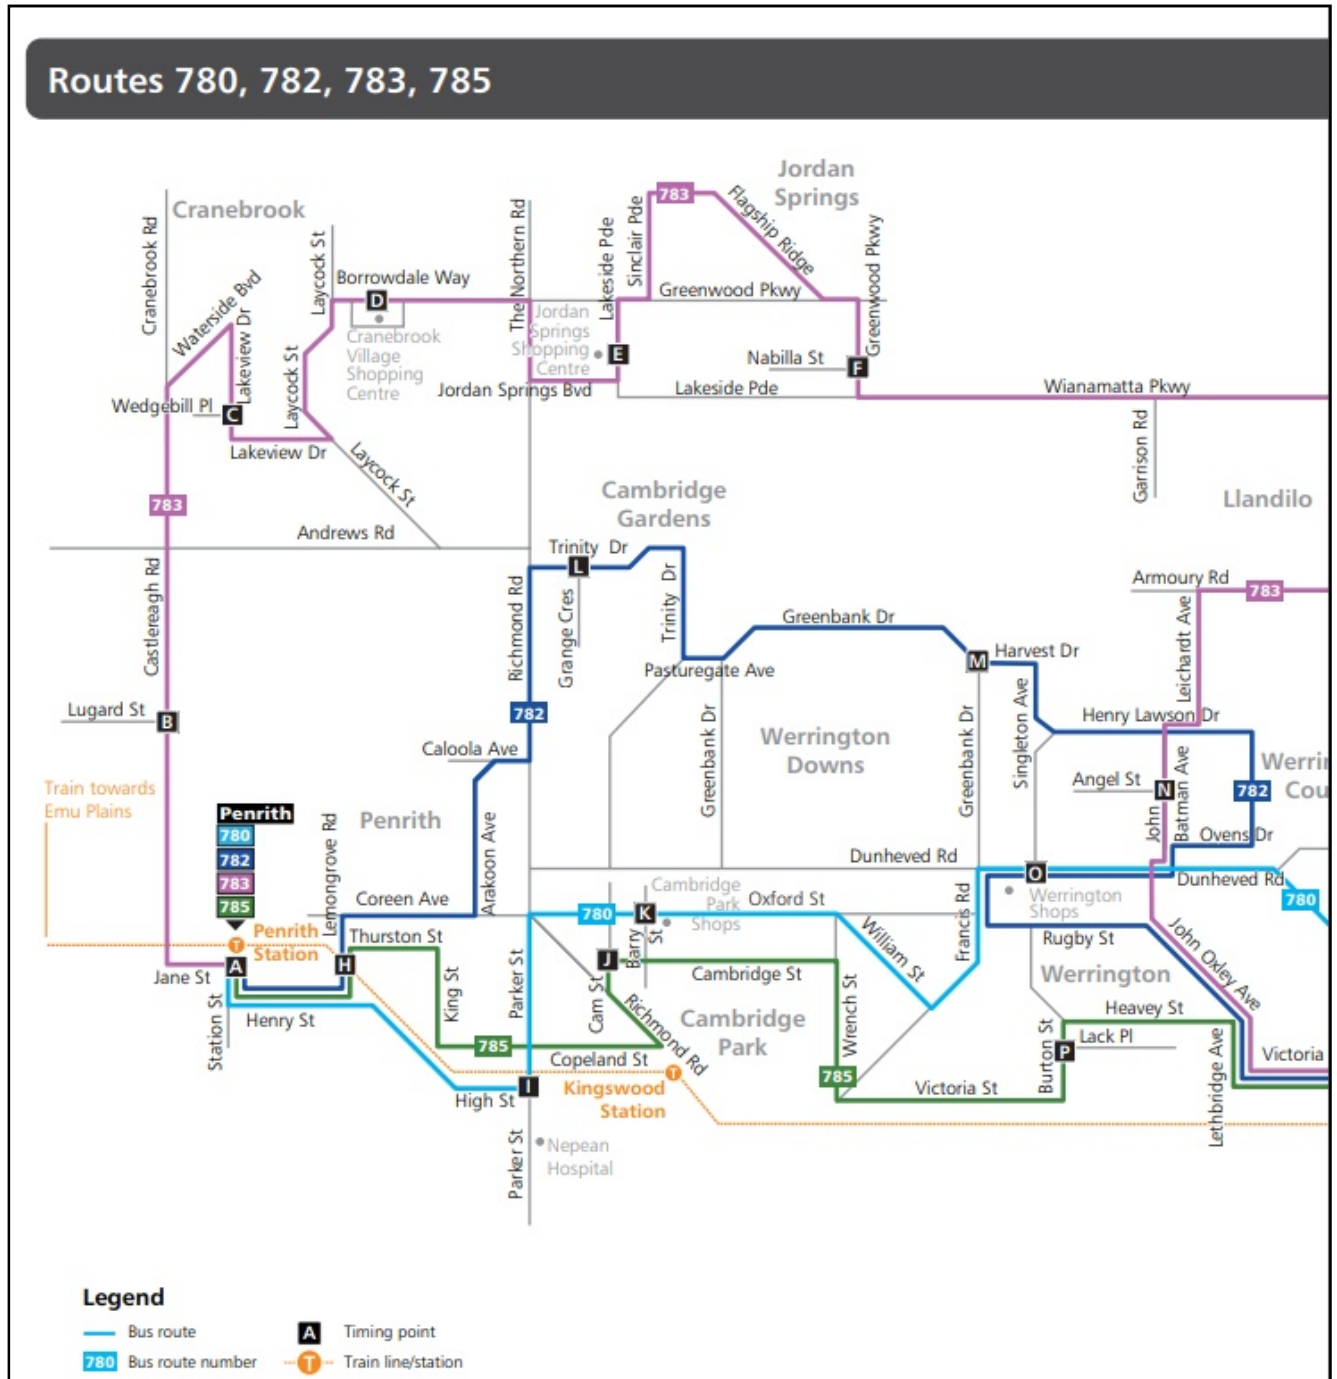 Routes 780, 782, 783, 785
Jordan
Springs
Cranebrook
783
Flagship Ridge
Cranebrook Rd
Laycock St
The Northern Rd
Lakeside Pde
Sinclair Pde
Greenwood Pkwy
Waterside Bvd
Lakeview Dr
Borrowdale Way
D
Greenwood Pkwy
Cranebrook
Village
Shopping
Centre
Jordan
Springs
Shopping
Centre
E
Nabilla St
F
Laycock St
Wedgebill Pl
C
Jordan Springs Bvd
Lakeside Pde
Wianamatta Pkwy
Lakeview Dr
Laycock St
Garrison Rd
783
Cambridge
Gardens
Llandilo
Andrews Rd
Trinity Dr
L
Castlereagh Rd
Richmond Rd
Grange Cres
Trinity Dr
Armoury Rd
783
Greenbank Dr
Leichardt Ave
M
Harvest Dr
Pasturegate Ave
Lugard St
B
782
Greenbank Dr
Werrington
Downs
Greenbank Dr
Singleton Ave
Henry Lawson Dr
Caloola Ave
Werrin
Cou
Train towards
Emu Plains
Angel St
N
Batman Ave
782
Penrith
780
782
783
785
Lemongrove Rd
Penrith
Arakoon Ave
John
Ovens Dr
Dunheved Rd
O
Dunheved Rd
Cambridge
Park
Shops
Werrington
Shops
Coreen Ave
780
K
Oxford St
Francis Rd
780
T
Penrith
Station
Thurston St
Barry
St
William St
Rugby St
John Oxley Ave
Jane St
A
H
King St
Parker St
J
Cambridge St
Werrington
Station St
Henry St
Cam St
Richmond Rd
Cambridge
Park
Wrench St
Heavey St
Burton St
P
Lack Pl
Lethbridge Ave
Victoria
785
Copeland St
T
785
High St
I
Kingswood
Station
Victoria St
Parker St
Nepean
Hospital
Legend
Bus route
A
Timing point
780
Bus route number
T
Train line/station